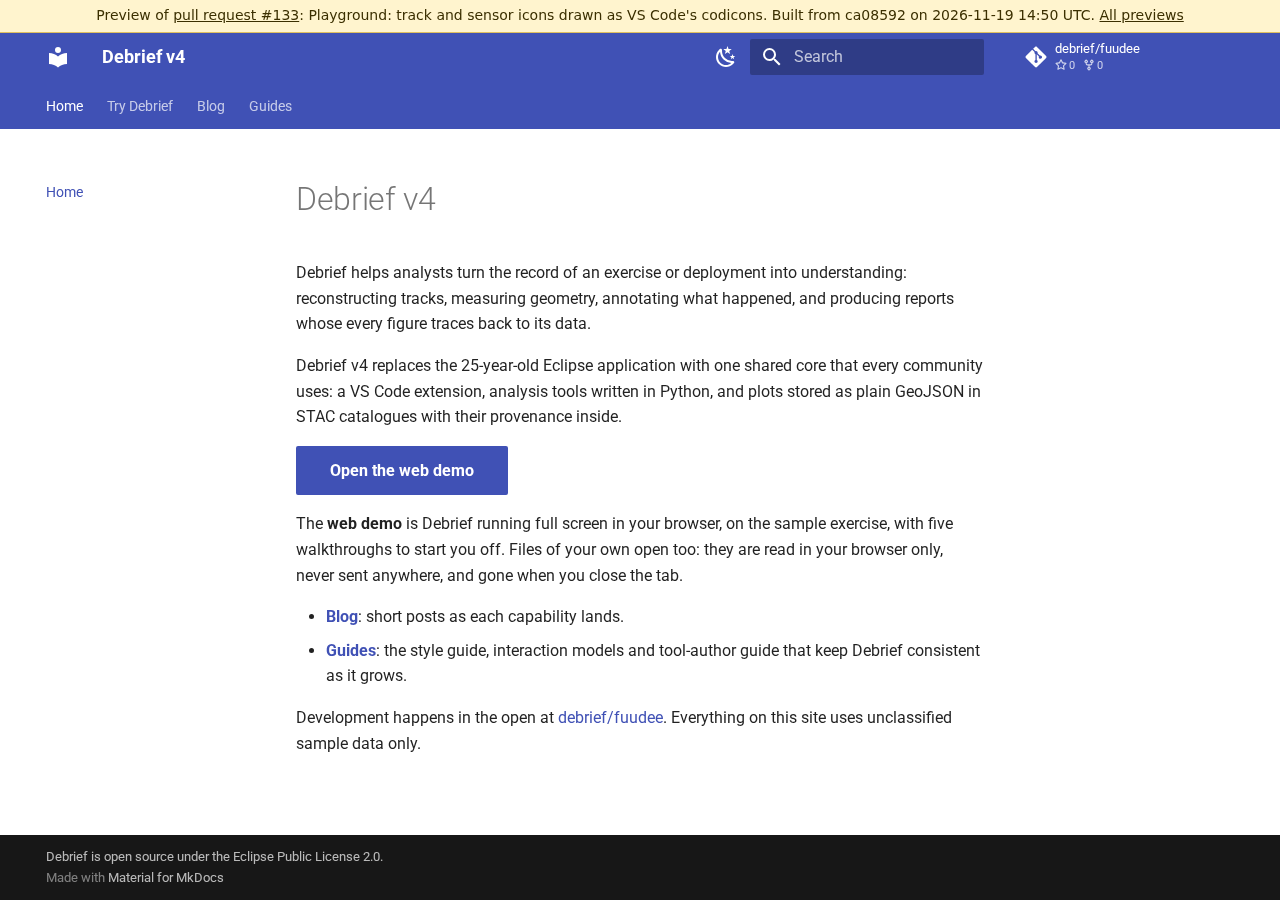 Preview of pull request #133: Playground: track and sensor icons drawn as VS Code's codicons. Built from ca08592 on 2026-11-19 14:50 UTC. All previews
Debrief v4
Search
debrief/fuudee
0 0
Home Try Debrief Blog Guides
Home
Debrief v4
Debrief helps analysts turn the record of an exercise or deployment into understanding:
reconstructing tracks, measuring geometry, annotating what happened, and producing reports
whose every figure traces back to its data.
Debrief v4 replaces the 25-year-old Eclipse application with one shared core that every community
uses: a VS Code extension, analysis tools written in Python, and plots stored as plain GeoJSON in
STAC catalogues with their provenance inside.
Open the web demo
The web demo is Debrief running full screen in your browser, on the sample exercise, with five
walkthroughs to start you off. Files of your own open too: they are read in your browser only,
never sent anywhere, and gone when you close the tab.
• Blog: short posts as each capability lands.
• Guides: the style guide, interaction models and tool-author guide that keep Debrief consistent
as it grows.
Development happens in the open at debrief/fuudee. Everything on this site uses unclassified
sample data only.
Debrief is open source under the Eclipse Public License 2.0.
Made with Material for MkDocs